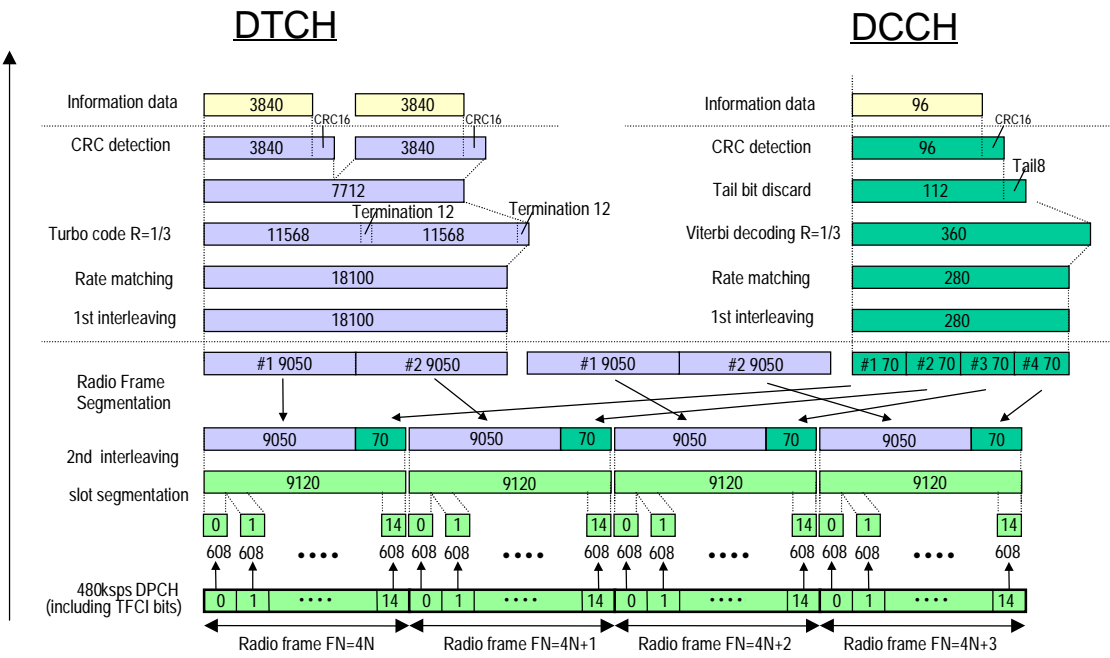 DTCH DCCH
Information data 3840 3840 Information data 96
CRC16 CRC16 CRC16
CRC detection 3840 3840 CRC detection 96
Tail8
7712 Tail bit discard 112
Termination 12 Termination 12
Turbo code R=1/3 11568 11568 Viterbi decoding R=1/3 360
Rate matching 18100 Rate matching 280
1st interleaving 18100 1st interleaving 280
#1 9050 #2 9050 #1 9050 #2 9050 #1 70 #2 70 #3 70 #4 70
Radio Frame
Segmentation
9050 70 9050 70 9050 70 9050 70
2nd interleaving
9120 9120 9120 9120
slot segmentation
0 1 14 0 1 14 0 1 14 0 1 14
608 608 •••• 608 608 608 •••• 608 608 608 •••• 608 608 608 •••• 608
480ksps DPCH
(including TFCI bits)
0 1 •••• 14 0 1 •••• 14 0 1 •••• 14 0 1 •••• 14
Radio frame FN=4N Radio frame FN=4N+1 Radio frame FN=4N+2 Radio frame FN=4N+3